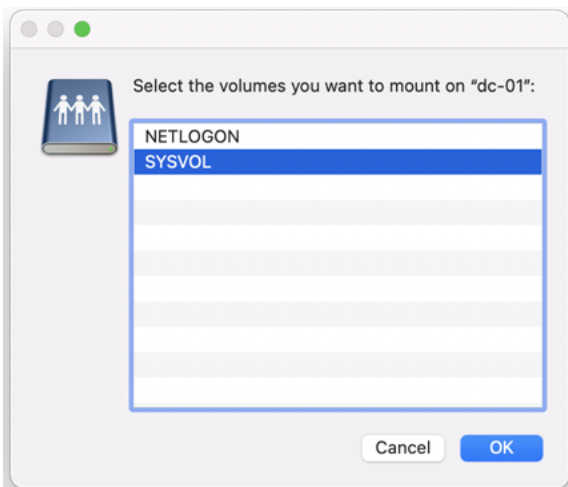 Select the volumes you want to mount on “dc-01”:
NETLOGON
SYSVOL
Cancel
OK